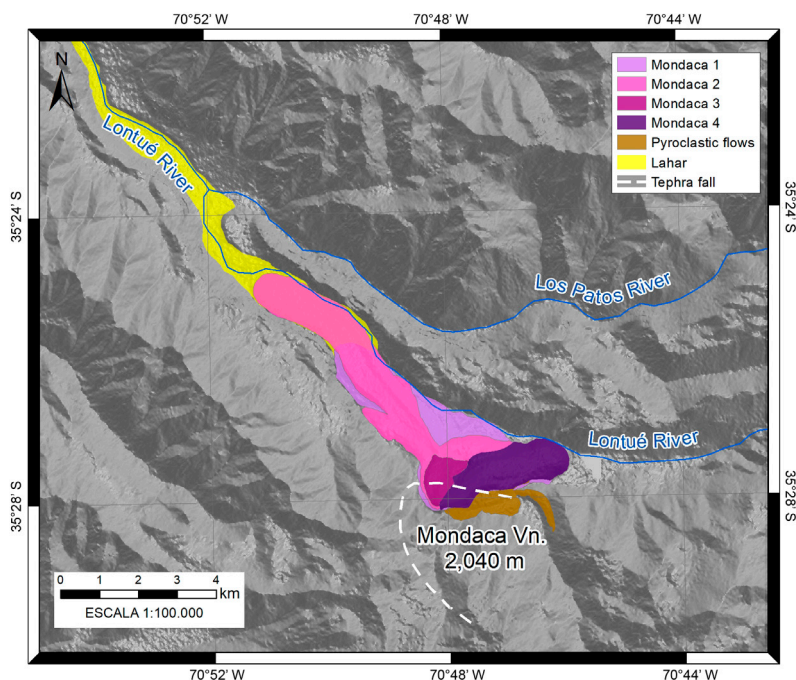 70°52' W
70°48' W
70°44' W
N
Mondaca 1
Mondaca 2
Mondaca 3
Mondaca 4
Pyroclastic flows
Lahar
Tephra fall
Lontué River
35°24' S
35°24' S
Los Patos River
Lontué River
35°28' S
35°28' S
Mondaca Vn.
2,040 m
0 1 2 3 4
km
ESCALA 1:100.000
70°52' W
70°48' W
70°44' W